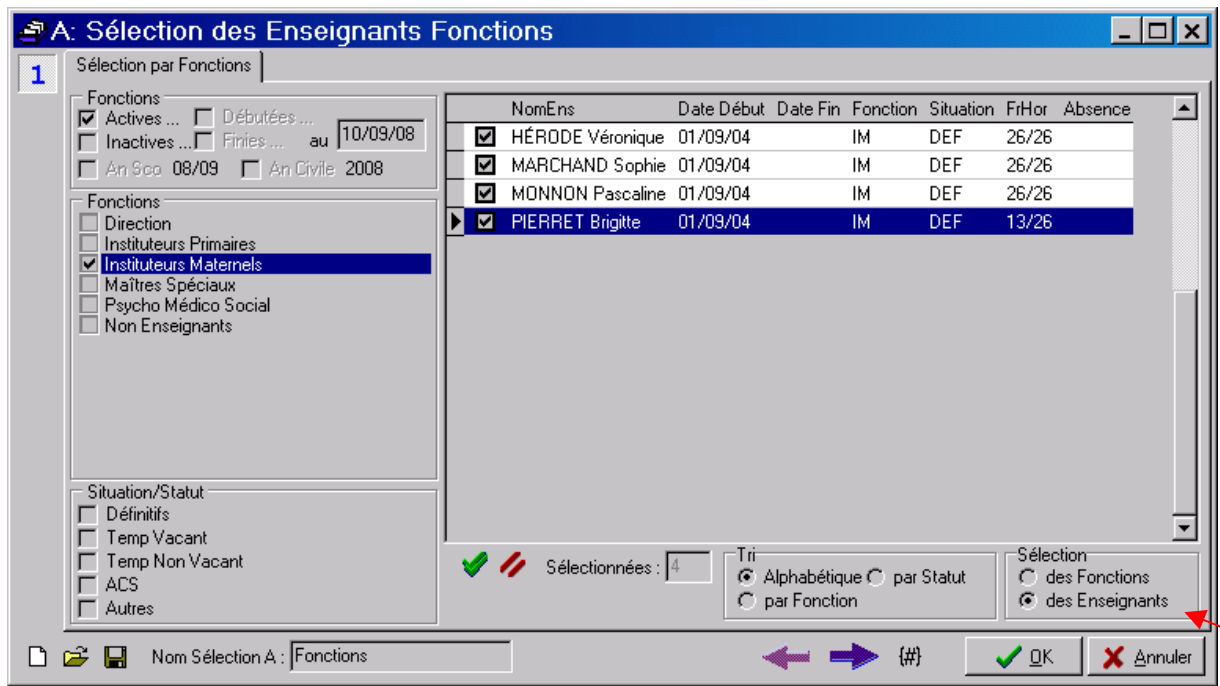 A: Sélection des Enseignants Fonctions
1
Sélection par Fonctions
Fonctions
Actives ... Débutées ...
Inactives ... Finies ... au 10/09/08
An Sco 08/09 An Civile 2008
Fonctions
Direction
Instituteurs Primaires
Instituteurs Maternels
Maîtres Spéciaux
Psycho Médico Social
Non Enseignants
Situation/Statut
Définitifs
Temp Vacant
Temp Non Vacant
ACS
Autres
NomEns Date Début Date Fin Fonction Situation FrHor Absence
HÉRODE Véronique 01/09/04 IM DEF 26/26
MARCHAND Sophie 01/09/04 IM DEF 26/26
MONNON Pascaline 01/09/04 IM DEF 26/26
PIERRET Brigitte 01/09/04 IM DEF 13/26
Sélectionnées : 4
Tri
Alphabétique par Statut
par Fonction
Sélection
des Fonctions
des Enseignants
Nom Sélection A : Fonctions
{#}
OK
Annuler